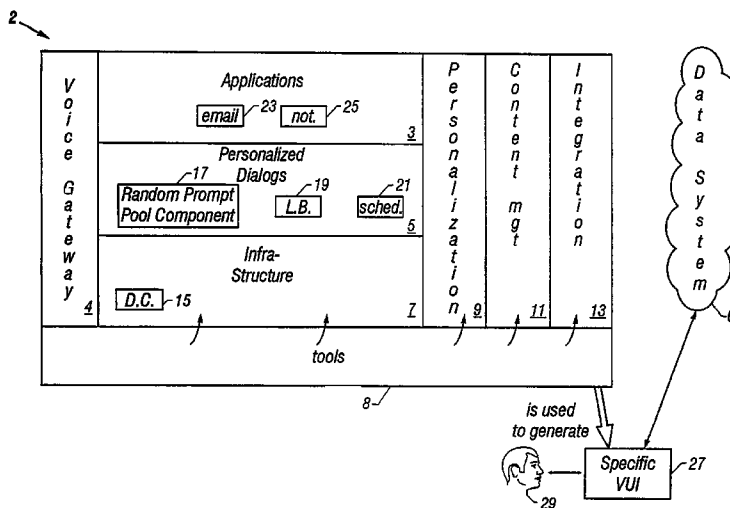 2
Voice Gateway
4
Applications
email
23
not.
25
3
Personalized
Dialogs
17
Random Prompt
Pool Component
19
L.B.
21
sched.
5
Infra-
Structure
D.C.
15
7
Personalization
9
Content mgt
11
Integration
13
Data System
tools
8
is used
to generate
Specific
VUI
27
29